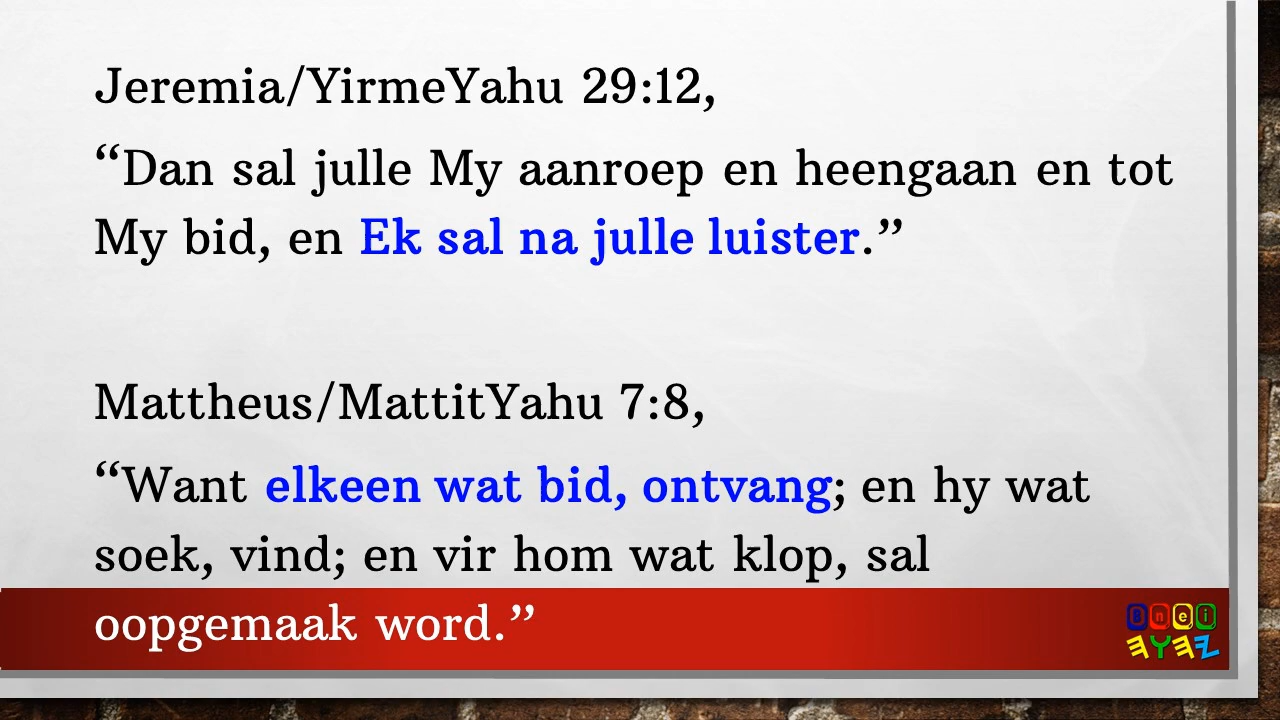 Jeremia/YirmeYahu 29:12,
“Dan sal julle My aanroep en heengaan en tot
My bid, en Ek sal na julle luister.”
Mattheus/MattitYahu 7:8,
“Want elkeen wat bid, ontvang; en hy wat
soek, vind; en vir hom wat klop, sal
oopgemaak word.”
Bnei